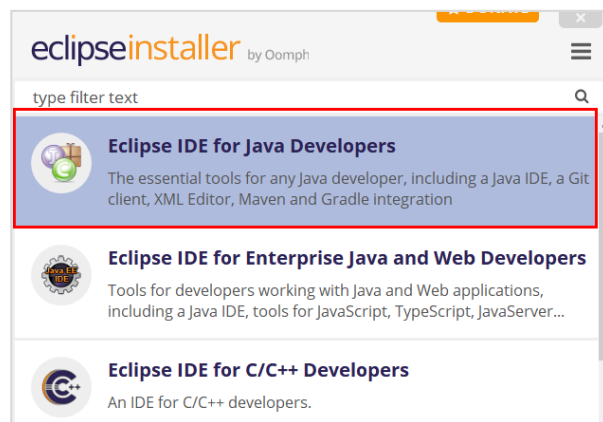 eclipseinstaller by Oomph
type filter text
Eclipse IDE for Java Developers
The essential tools for any Java developer, including a Java IDE, a Git
client, XML Editor, Maven and Gradle integration
Java EE
IDE
Eclipse IDE for Enterprise Java and Web Developers
Tools for developers working with Java and Web applications,
including a Java IDE, tools for JavaScript, TypeScript, JavaServer...
C++
Eclipse IDE for C/C++ Developers
An IDE for C/C++ developers.